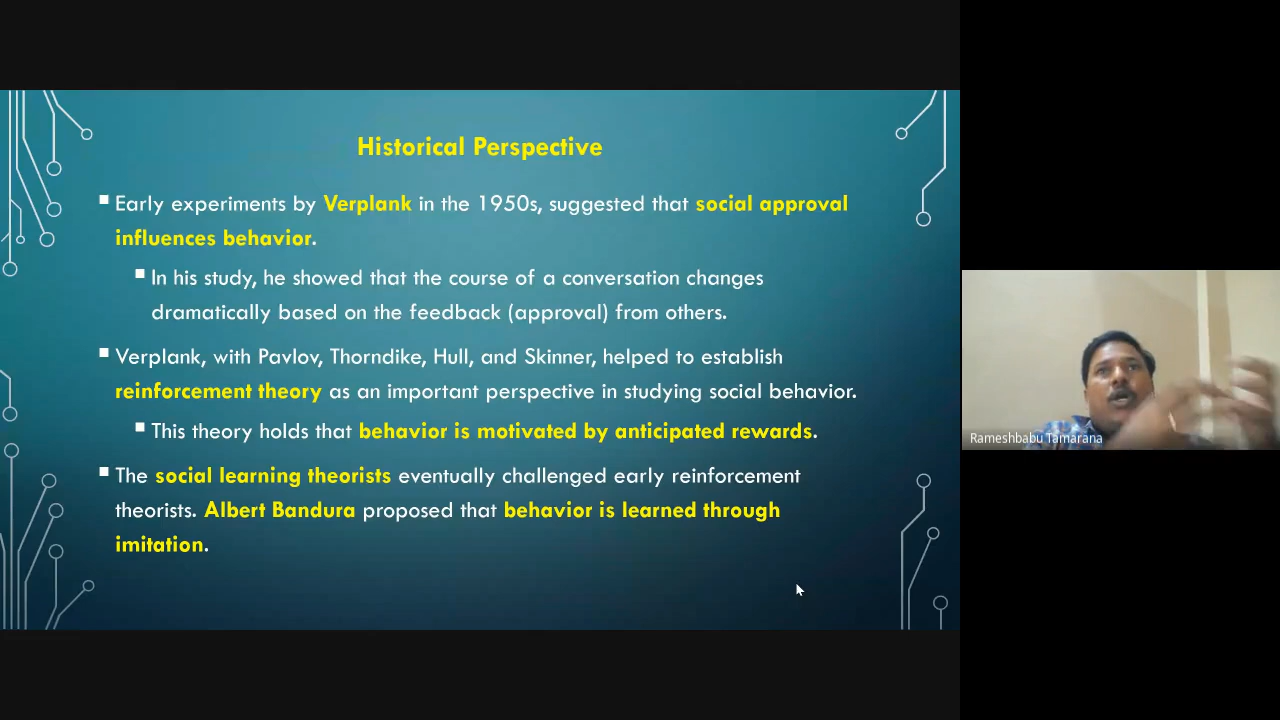 Historical Perspective
Early experiments by Verplank in the 1950s, suggested that social approval
influences behavior.
In his study, he showed that the course of a conversation changes
dramatically based on the feedback (approval) from others.
Verplank, with Pavlov, Thorndike, Hull, and Skinner, helped to establish
reinforcement theory as an important perspective in studying social behavior.
This theory holds that behavior is motivated by anticipated rewards.
The social learning theorists eventually challenged early reinforcement
theorists. Albert Bandura proposed that behavior is learned through
imitation.
Rameshbabu Tamarana